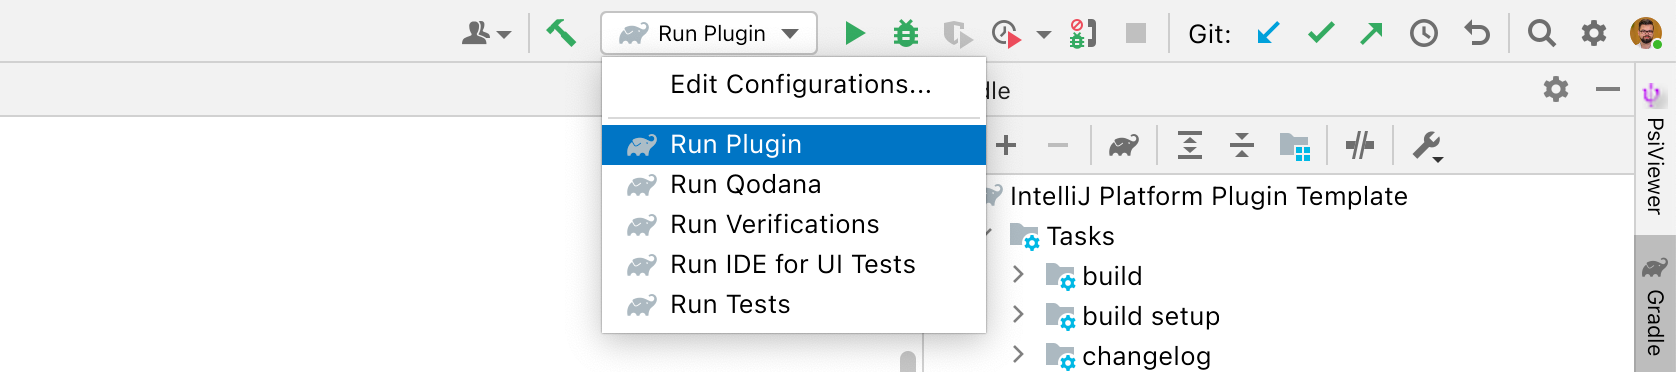 Run Plugin
Git:
Edit Configurations...
Run Plugin
Run Qodana
Run Verifications
Run IDE for UI Tests
Run Tests
dle
IntelliJ Platform Plugin Template
Tasks
build
build setup
changelog
PsiViewer
Gradle